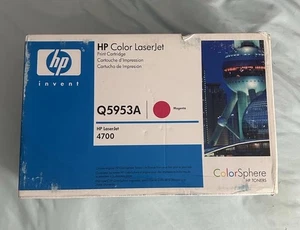 HP Color LaserJet
Print Cartridge
Cartouche d'impression
Cartucho de impresión
hp
invent
Q5953A
Magenta
HP LaserJet
4700
ColorSphere
HP TONERS